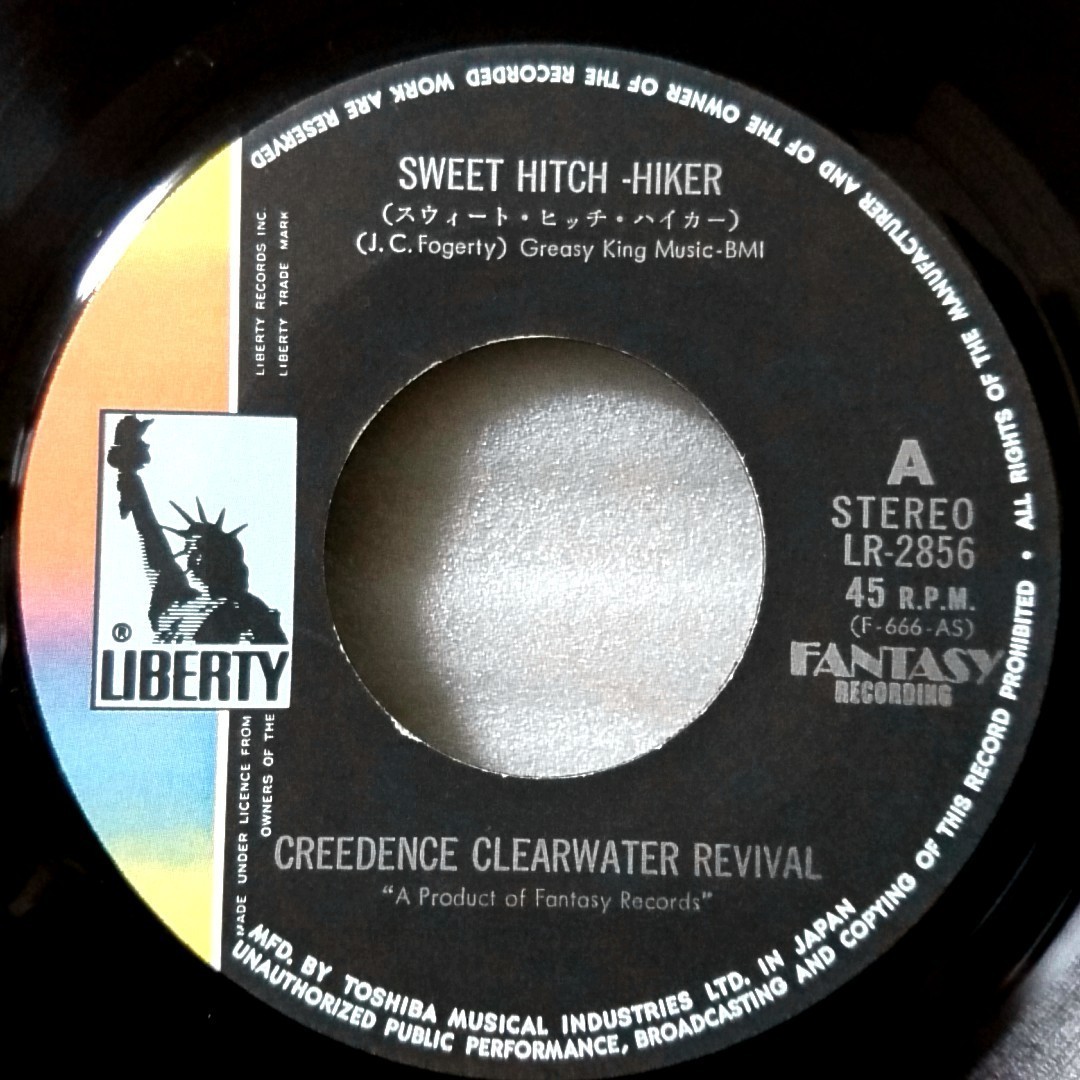 SWEET HITCH -HIKER
(スウィート・ヒッチ・ハイカー)
(J. C. Fogerty) Greasy King Music-BMI
LIBERTY RECORDS INC.
LIBERTY TRADE MARK
®
LIBERTY
A
STEREO
LR-2856
45 R.P.M.
(F-666-AS)
FANTASY
RECORDING
MADE UNDER LICENCE FROM
OWNERS OF THE
CREEDENCE CLEARWATER REVIVAL
"A Product of Fantasy Records"
MFD. BY TOSHIBA MUSICAL INDUSTRIES LTD. IN JAPAN
UNAUTHORIZED PUBLIC PERFORMANCE, BROADCASTING AND COPYING OF THIS RECORD PROHIBITED • ALL RIGHTS OF THE MANUFACTURER AND OF THE OWNER OF THE RECORDED WORK ARE RESERVED